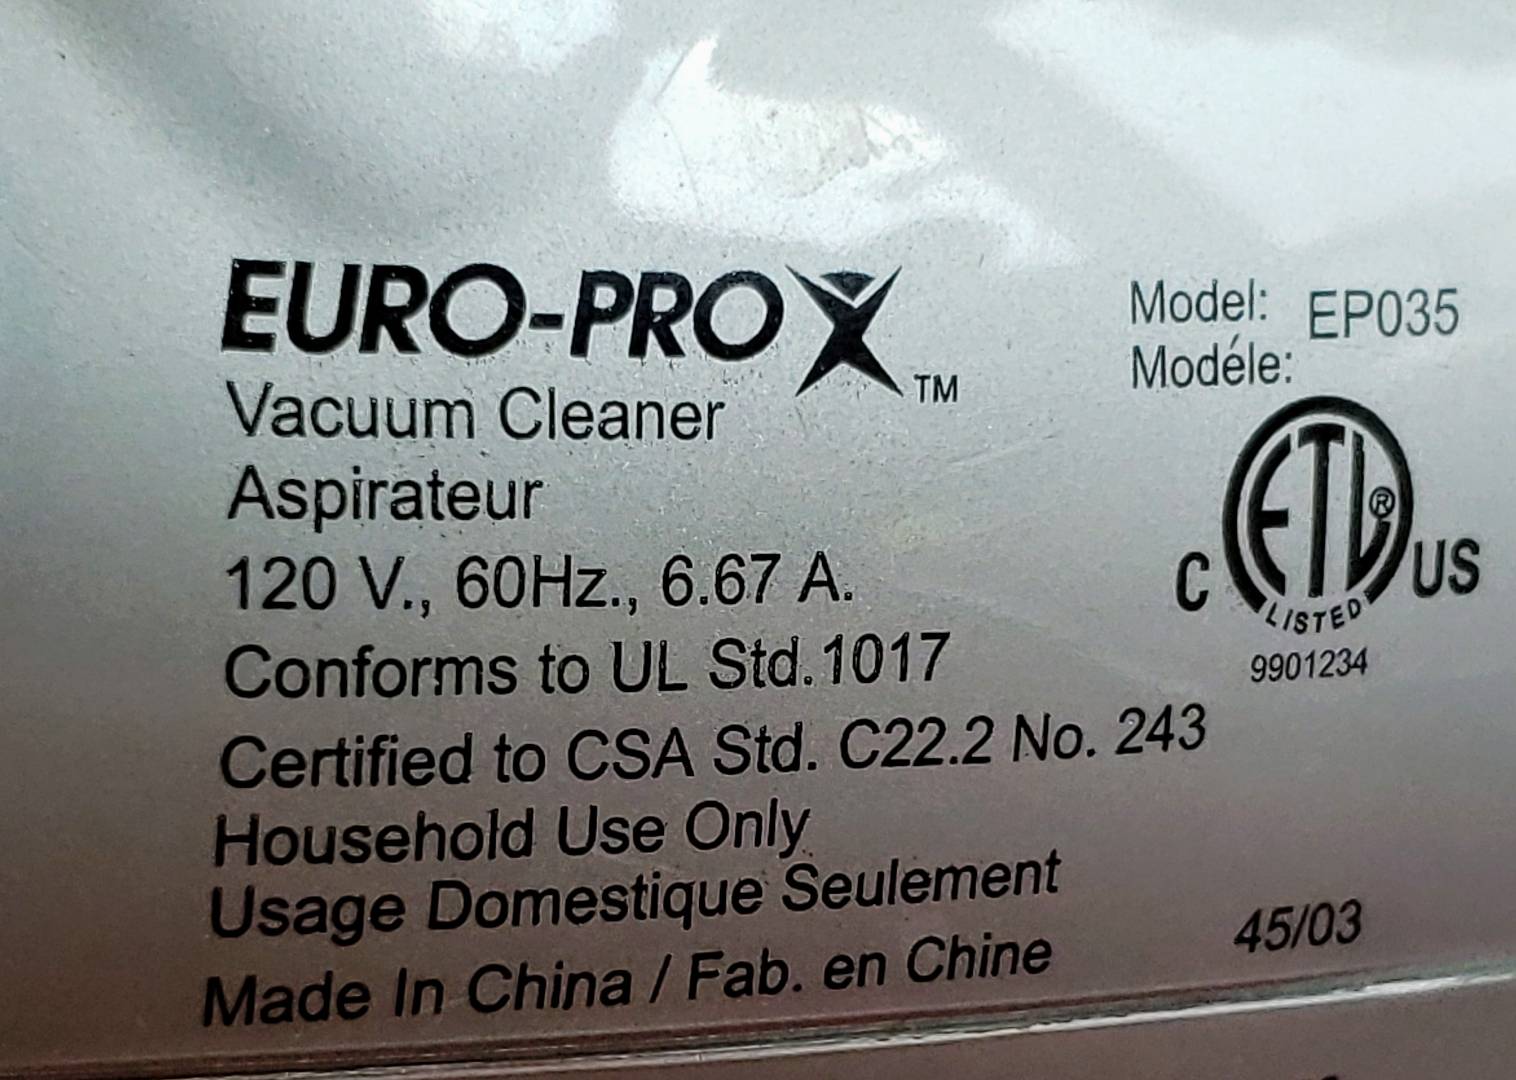 EURO-PRO X™
Vacuum Cleaner
Aspirateur
120 V., 60Hz., 6.67 A.
Conforms to UL Std.1017
Certified to CSA Std. C22.2 No. 243
Household Use Only
Usage Domestique Seulement
Made In China / Fab. en Chine
Model: EP035
Modéle:
C ETL® US
LISTED
9901234
45/03